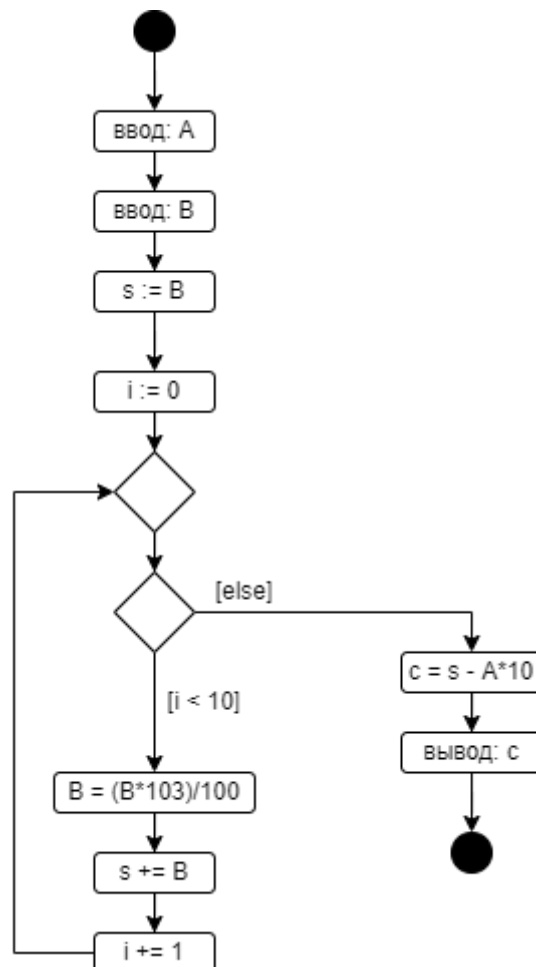 ввод: A
ввод: B
s := B
i := 0
[else]
[i < 10]
c = s - A*10
вывод: c
B = (B*103)/100
s += B
i += 1